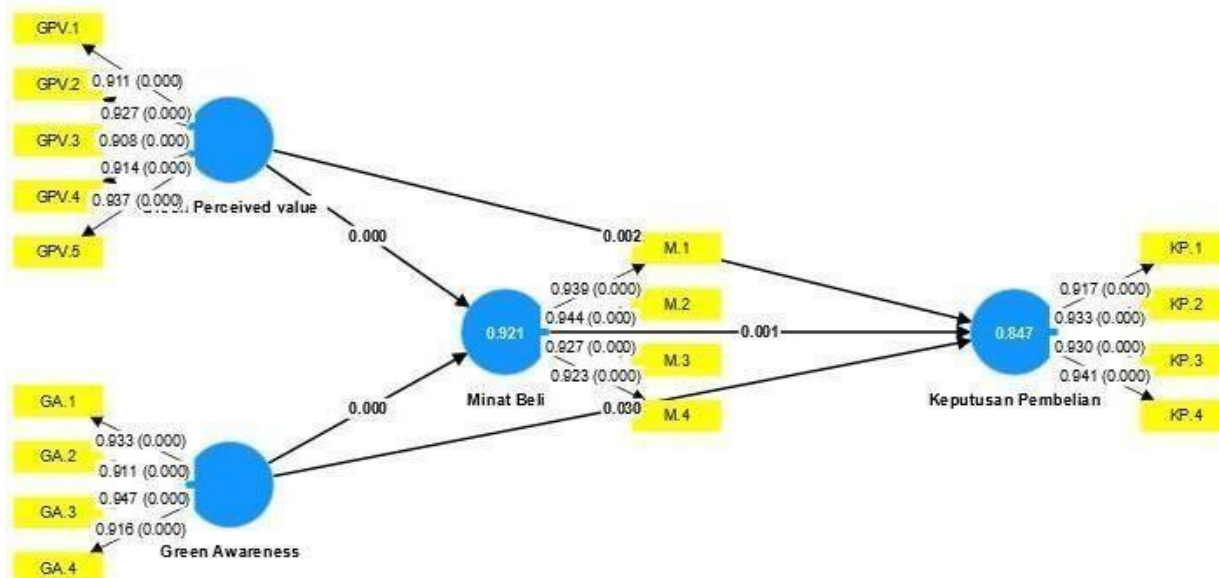 GPV.1
GPV.2
GPV.3
GPV.4
GPV.5
0.911 (0.000)
0.927 (0.000)
0.908 (0.000)
0.914 (0.000)
0.937 (0.000)
Perceived value
0.000
0.002
M.1
M.2
M.3
M.4
0.939 (0.000)
0.944 (0.000)
0.927 (0.000)
0.923 (0.000)
0.921
Minat Beli
0.001
0.847
Keputusan Pembelian
KP.1
KP.2
KP.3
KP.4
0.917 (0.000)
0.933 (0.000)
0.930 (0.000)
0.941 (0.000)
0.000
0.030
GA.1
GA.2
GA.3
GA.4
0.933 (0.000)
0.911 (0.000)
0.947 (0.000)
0.916 (0.000)
Green Awareness